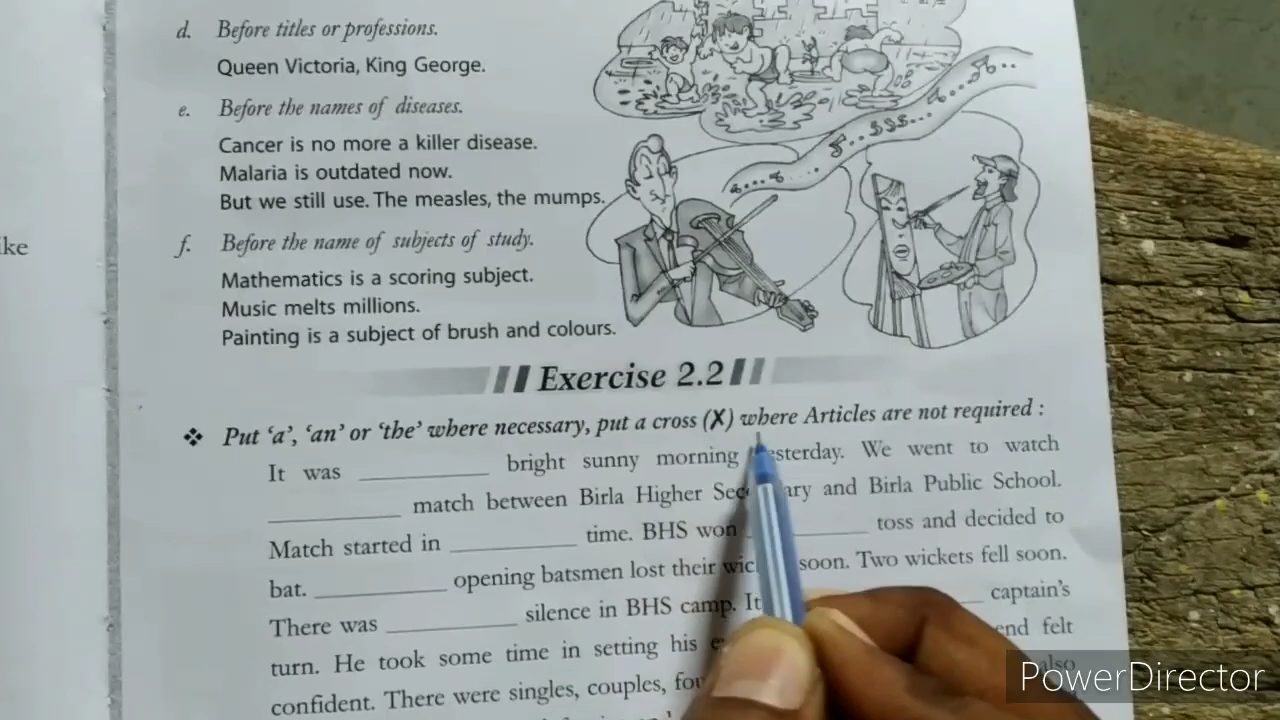 d. Before titles or professions.
Queen Victoria, King George.
e. Before the names of diseases.
Cancer is no more a killer disease.
Malaria is outdated now.
But we still use. The measles, the mumps.
ike
f. Before the name of subjects of study.
Mathematics is a scoring subject.
Music melts millions.
Painting is a subject of brush and colours.
Exercise 2.2
❖ Put ‘a’, ‘an’ or ‘the’ where necessary, put a cross (✗) where Articles are not required :
It was __________ bright sunny morning yesterday. We went to watch
__________ match between Birla Higher Secondary and Birla Public School.
Match started in __________ time. BHS won __________ toss and decided to
bat. __________ opening batsmen lost their soon. Two wickets fell soon.
There was __________ silence in BHS camp. It __________ captain’s
turn. He took some time in setting his felt
confident. There were singles, couples, also
PowerDirector